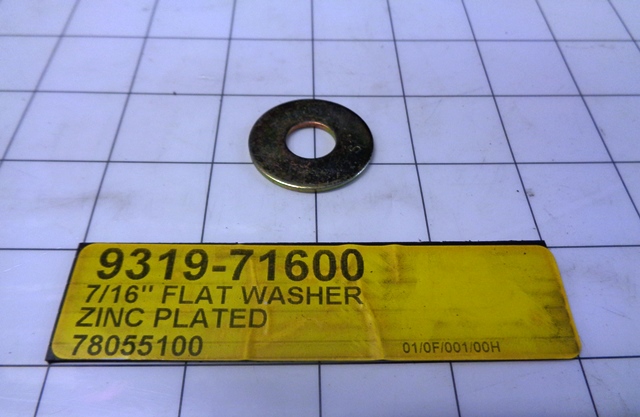 9319-71600
7/16" FLAT WASHER
ZINC PLATED
78055100 01/0F/001/00H